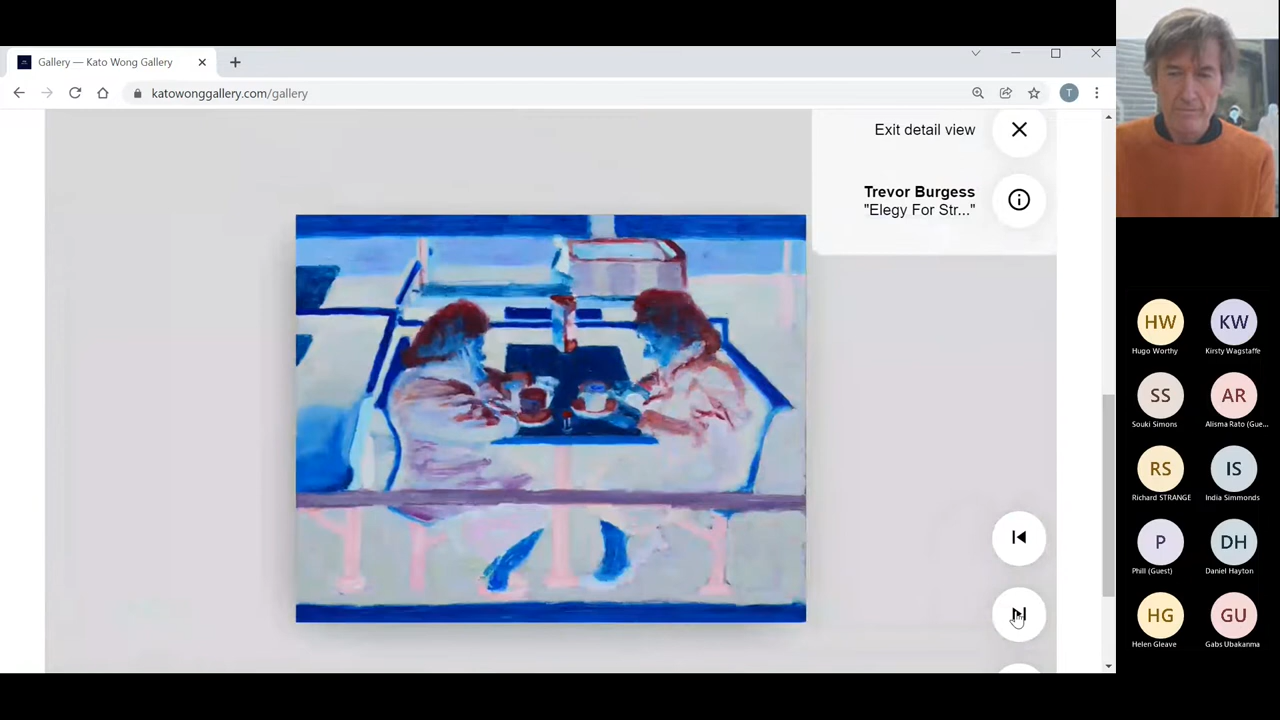 Gallery — Kato Wong Gallery
katowonggallery.com/gallery
T
Exit detail view
Trevor Burgess
"Elegy For Str..."
HW
KW
Hugo Worthy
Kirsty Wagstaffe
SS
AR
Souki Simons
Alisma Rato (Gue...
RS
IS
Richard STRANGE
India Simmonds
P
DH
Phill (Guest)
Daniel Hayton
HG
GU
Helen Gleave
Gabs Ubakanma